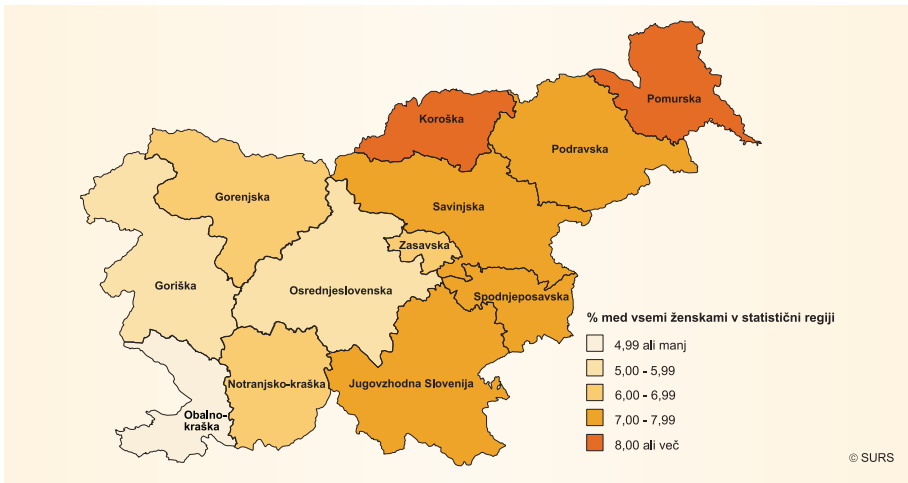 Pomurska
Koroška
Podravska
Gorenjska
Savinjska
Zasavska
Goriška
Osrednjeslovenska
Spodnjeposavska
Notranjsko-kraška
Jugovzhodna Slovenija
Obalno-
kraška
% med vsemi ženskami v statistični regiji
4,99 ali manj
5,00 - 5,99
6,00 - 6,99
7,00 - 7,99
8,00 ali več
© SURS